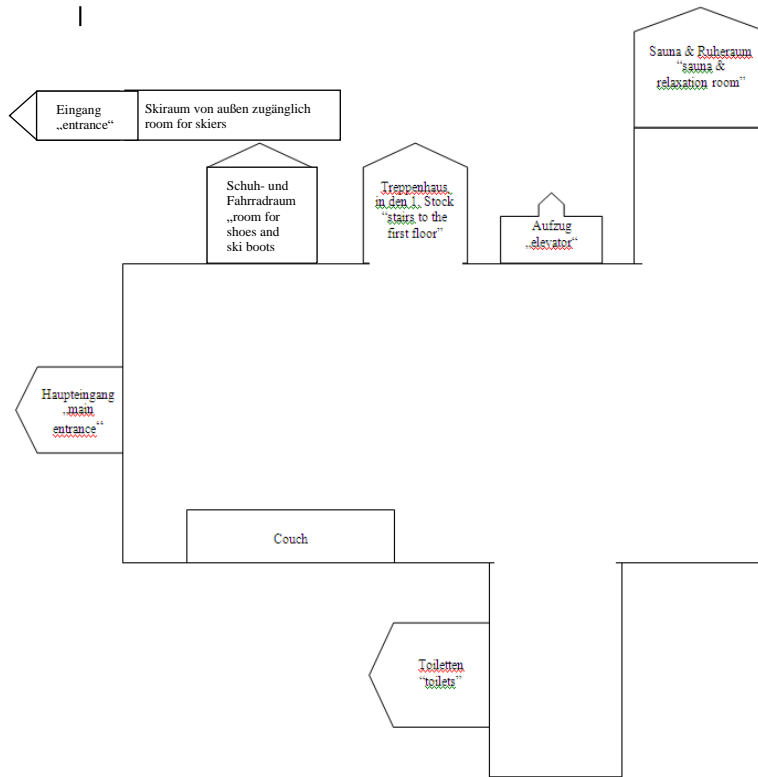 Sauna & Ruheraum
“sauna &
relaxation room”
Eingang
„entrance“
Skiraum von außen zugänglich
room for skiers
Schuh- und
Fahrradraum
„room for
shoes and
ski boots
Treppenhaus
in den 1. Stock
“stairs to the
first floor”
Aufzug
„elevator“
Haupteingang
„main
entrance“
Couch
Toiletten
“toilets”